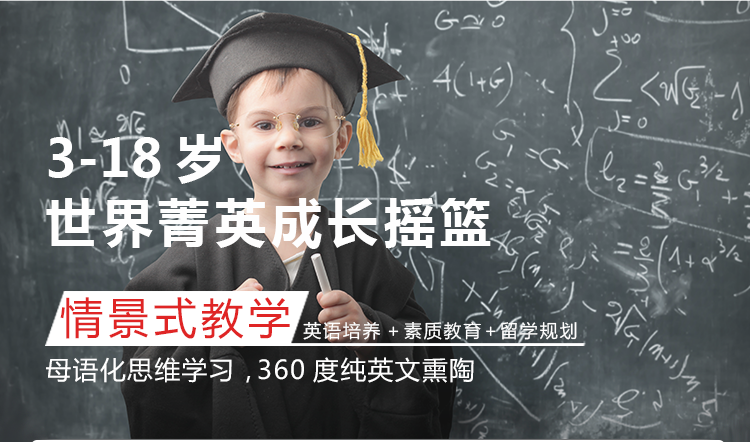 3-18 岁
世界菁英成长摇篮
情景式教学 英语培养 + 素质教育+留学规划
母语化思维学习 , 360 度纯英文熏陶